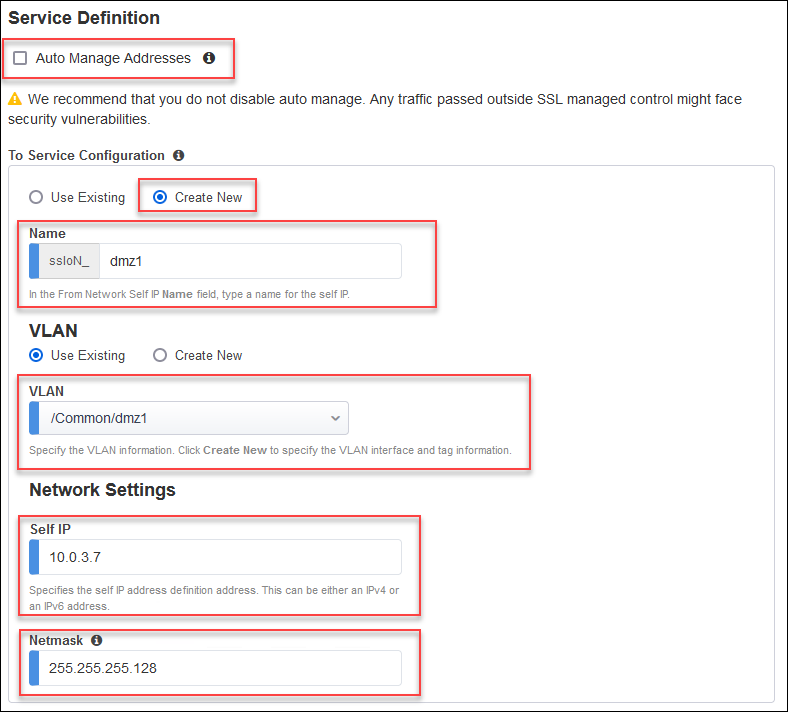 Service Definition
Auto Manage Addresses
We recommend that you do not disable auto manage. Any traffic passed outside SSL managed control might face
security vulnerabilities.
To Service Configuration
Use Existing Create New
Name
ssloN_ dmz1
In the From Network Self IP Name field, type a name for the self IP.
VLAN
Use Existing Create New
VLAN
/Common/dmz1
Specify the VLAN information. Click Create New to specify the VLAN interface and tag information.
Network Settings
Self IP
10.0.3.7
Specifies the self IP address definition address. This can be either an IPv4 or
an IPv6 address.
Netmask
255.255.255.128